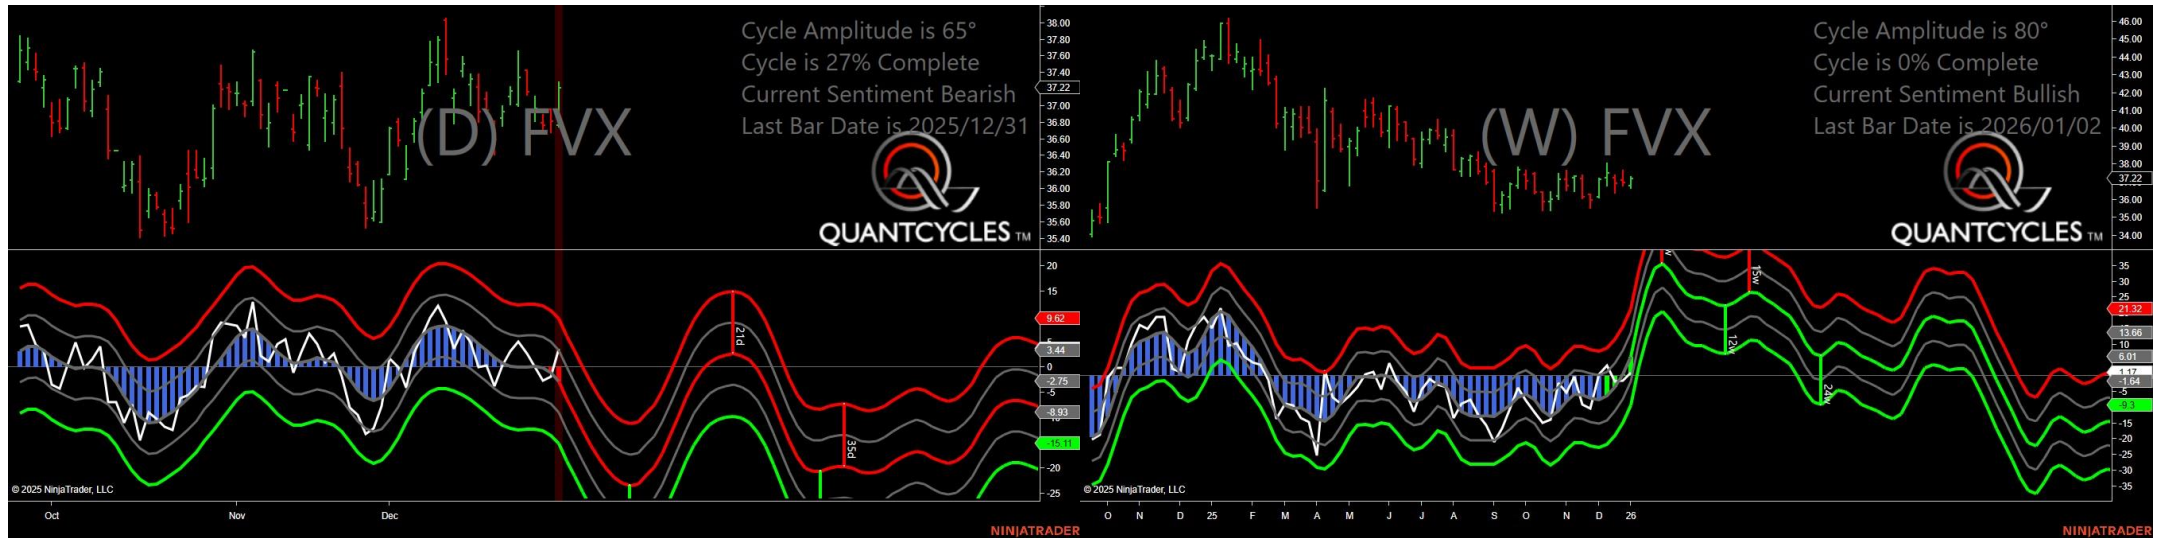 Cycle Amplitude is 65°
Cycle is 27% Complete
Current Sentiment Bearish
Last Bar Date is 2025/12/31
(D) FVX
QUANTCYCLES TM
38.00
37.80
37.60
37.40
37.22
37.00
36.80
36.60
36.40
36.20
36.00
35.80
35.60
35.40
20
15
9.62
3.44
0
-2.75
-5
-8.93
-15.11
-20
-25
21d
35d
© 2025 NinjaTrader, LLC
Oct Nov Dec
NINJATRADER
Cycle Amplitude is 80°
Cycle is 0% Complete
Current Sentiment Bullish
Last Bar Date is 2026/01/02
(W) FVX
QUANTCYCLES TM
46.00
45.00
44.00
43.00
42.00
41.00
40.00
39.00
38.00
37.22
36.00
35.00
34.00
35
30
25
21.32
13.66
10
6.01
1.17
-1.64
-5
-9.3
-15
-20
-25
-30
-35
15w
12w
24w
© 2025 NinjaTrader, LLC
O N D 25 F M A M J J A S O N D 26
NINJATRADER